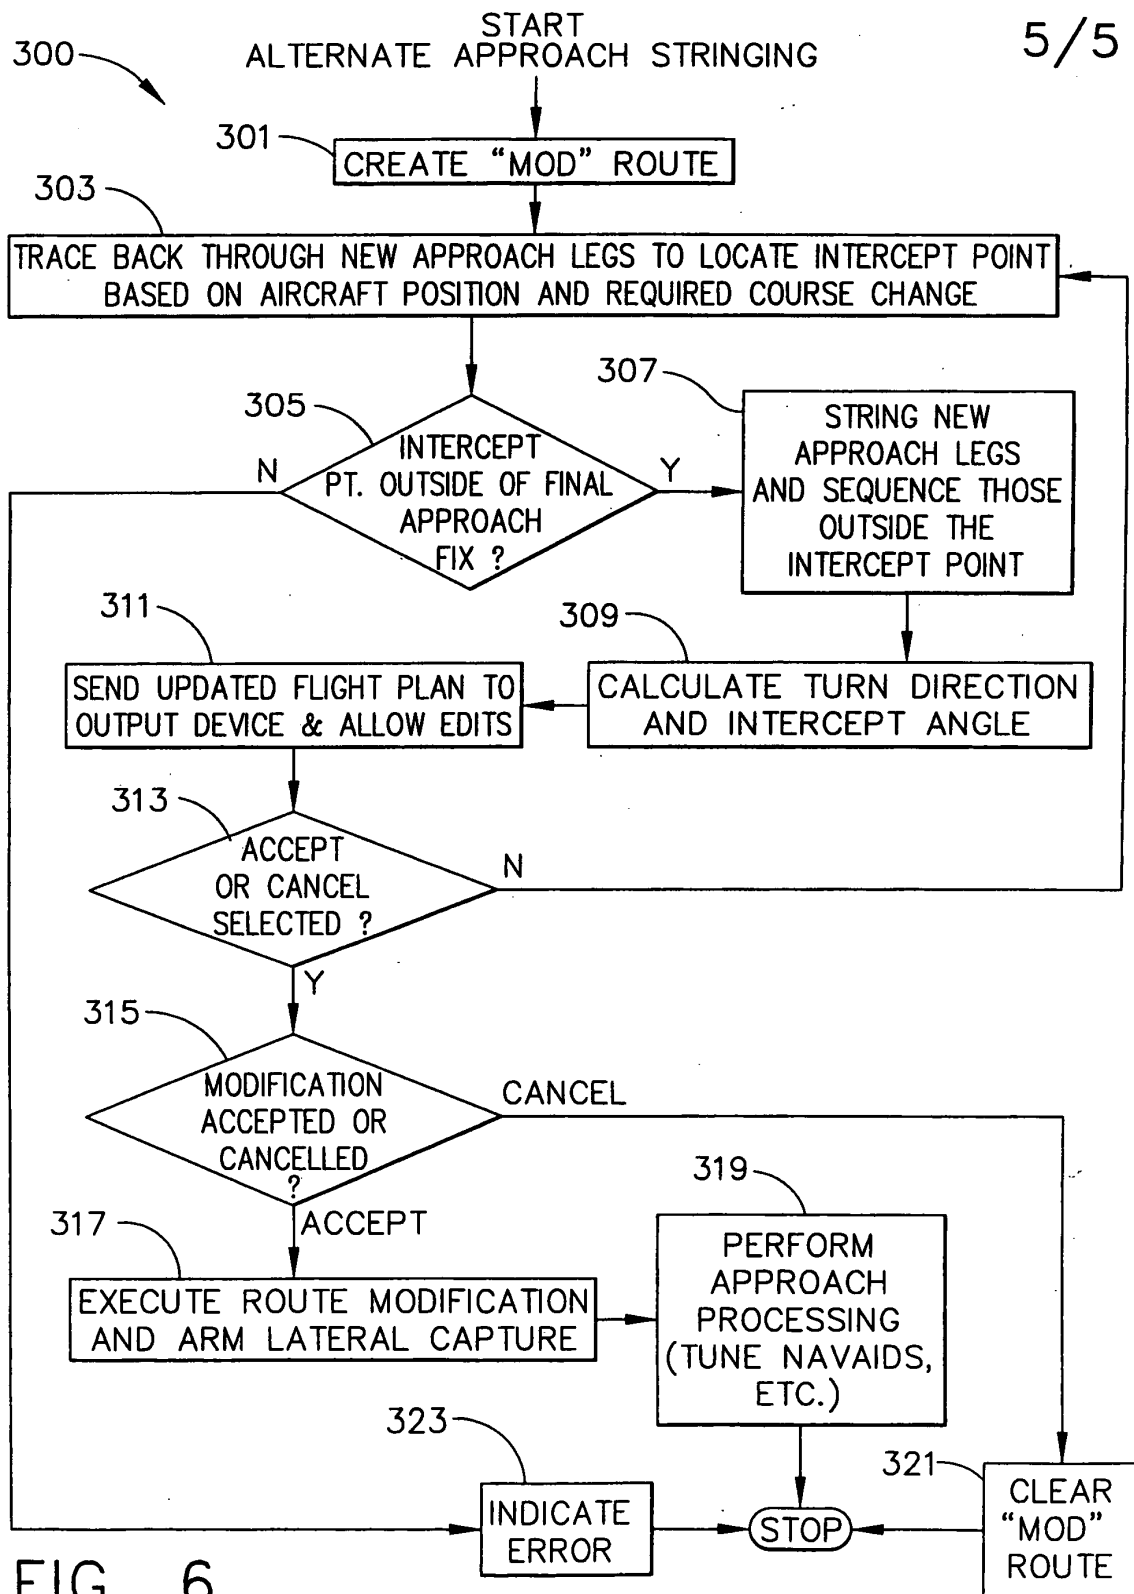 START
ALTERNATE APPROACH STRINGING
5/5
300
301
CREATE “MOD” ROUTE
303
TRACE BACK THROUGH NEW APPROACH LEGS TO LOCATE INTERCEPT POINT
BASED ON AIRCRAFT POSITION AND REQUIRED COURSE CHANGE
305
INTERCEPT
PT. OUTSIDE OF FINAL
APPROACH
FIX ?
N
Y
307
STRING NEW
APPROACH LEGS
AND SEQUENCE THOSE
OUTSIDE THE
INTERCEPT POINT
309
CALCULATE TURN DIRECTION
AND INTERCEPT ANGLE
311
SEND UPDATED FLIGHT PLAN TO
OUTPUT DEVICE & ALLOW EDITS
313
ACCEPT
OR CANCEL
SELECTED ?
N
Y
315
MODIFICATION
ACCEPTED OR
CANCELLED
?
CANCEL
ACCEPT
317
EXECUTE ROUTE MODIFICATION
AND ARM LATERAL CAPTURE
319
PERFORM
APPROACH
PROCESSING
(TUNE NAVAIDS,
ETC.)
323
INDICATE
ERROR
STOP
321
CLEAR
“MOD”
ROUTE
FIG. 6